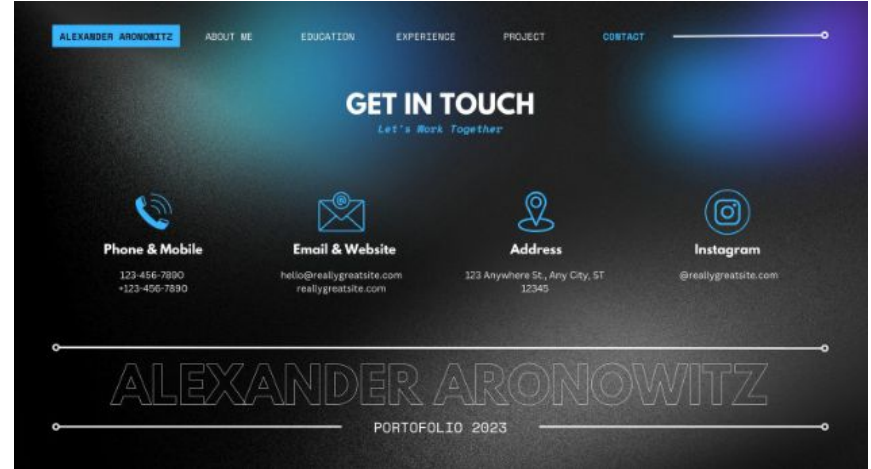 ALEXANDER ARONOWITZ ABOUT ME EDUCATION EXPERIENCE PROJECT CONTACT
GET IN TOUCH
Let's Work Together
Phone & Mobile
123-456-7890
+123-456-7890
Email & Website
hello@reallygreatsite.com
reallygreatsite.com
Address
123 Anywhere St., Any City, ST
12345
Instagram
@reallygreatsite.com
ALEXANDER ARONOWITZ
PORTOFOLIO 2023